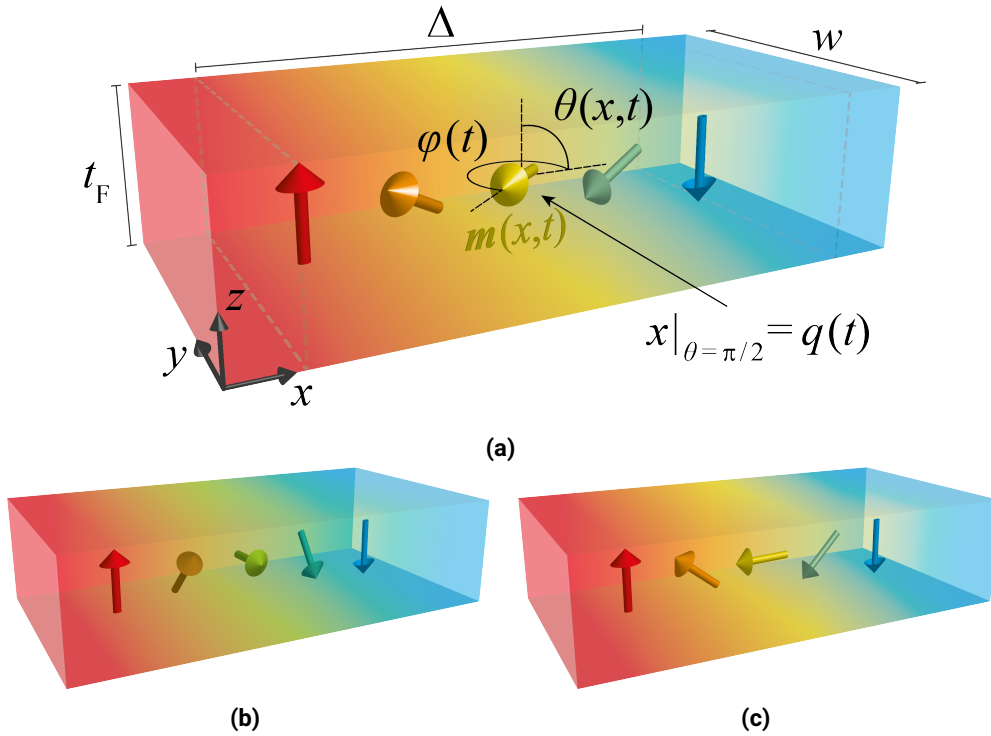 Δ
w
θ(x,t)
φ(t)
t_F
m(x,t)
x|_{θ=π/2}=q(t)
z
y
x
(a)
(b)
(c)